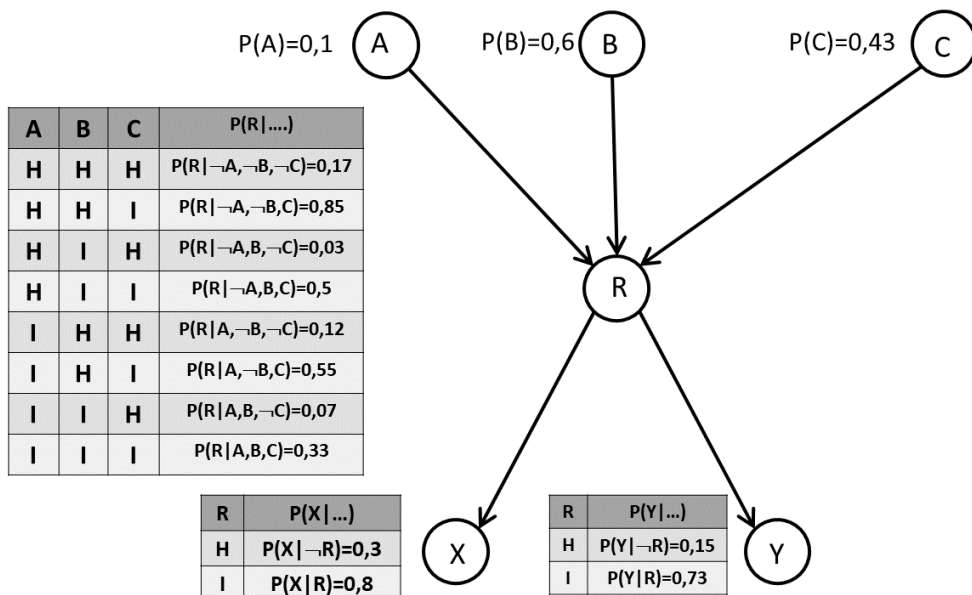 P(A)=0,1 A P(B)=0,6 B P(C)=0,43 C
A B C P(R|....)
H H H P(R|¬A,¬B,¬C)=0,17
H H I P(R|¬A,¬B,C)=0,85
H I H P(R|¬A,B,¬C)=0,03
H I I P(R|¬A,B,C)=0,5
I H H P(R|A,¬B,¬C)=0,12
I H I P(R|A,¬B,C)=0,55
I I H P(R|A,B,¬C)=0,07
I I I P(R|A,B,C)=0,33
R
R P(X|...)
H P(X|¬R)=0,3
I P(X|R)=0,8
X
R P(Y|...)
H P(Y|¬R)=0,15
I P(Y|R)=0,73
Y